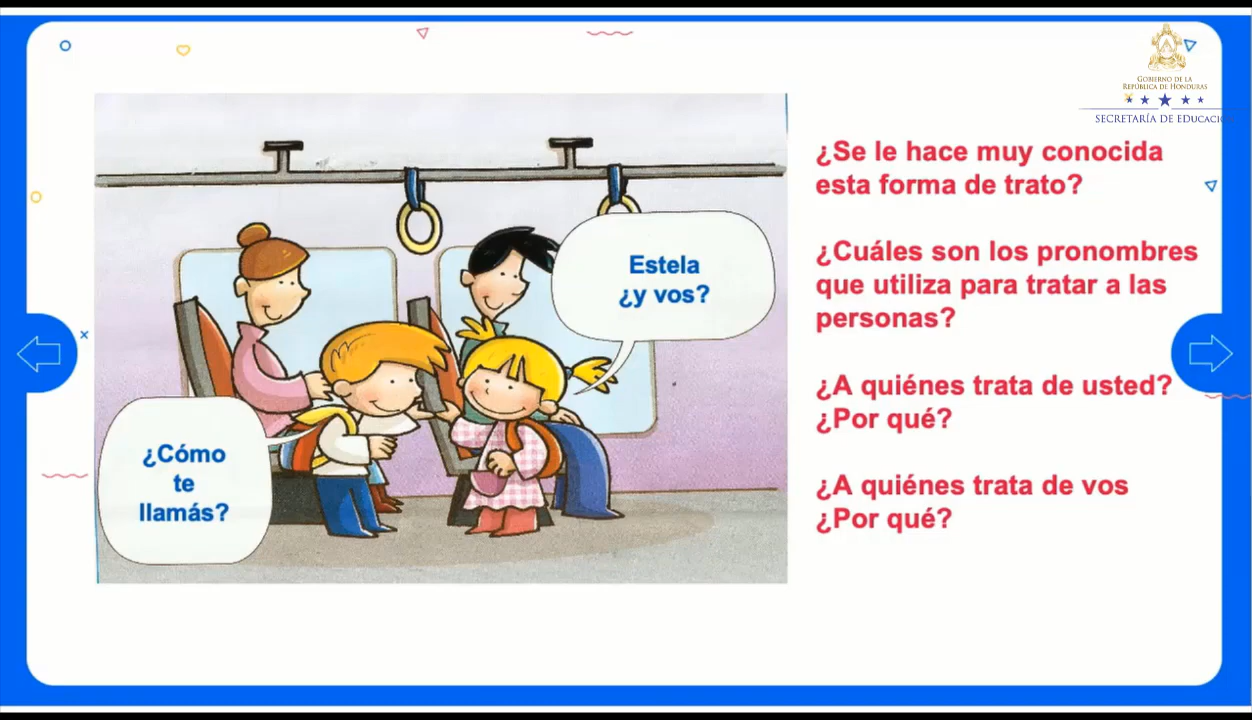 GOBIERNO DE LA
REPÚBLICA DE HONDURAS
SECRETARÍA DE EDUCACI
¿Se le hace muy conocida
esta forma de trato?
¿Cuáles son los pronombres
que utiliza para tratar a las
personas?
¿A quiénes trata de usted?
¿Por qué?
¿A quiénes trata de vos
¿Por qué?
Estela
¿y vos?
¿Cómo
te
llamás?